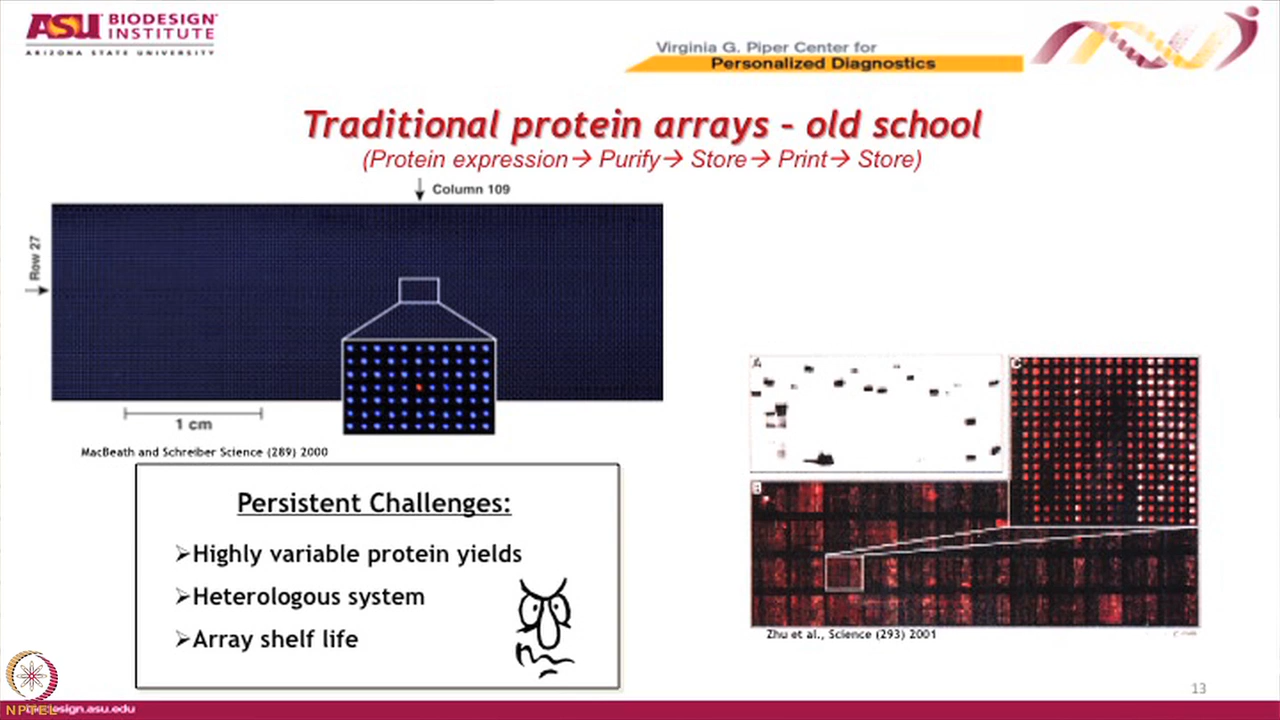 ASU BIODESIGN
INSTITUTE
ARIZONA STATE UNIVERSITY
Virginia G. Piper Center for
Personalized Diagnostics
Traditional protein arrays – old school
(Protein expression→ Purify→ Store→ Print→ Store)
Column 109
Row 27
1 cm
MacBeath and Schreiber Science (289) 2000
A
C
B
Zhu et al., Science (293) 2001
Persistent Challenges:
➢Highly variable protein yields
➢Heterologous system
➢Array shelf life
13
NPTEL
design.asu.edu